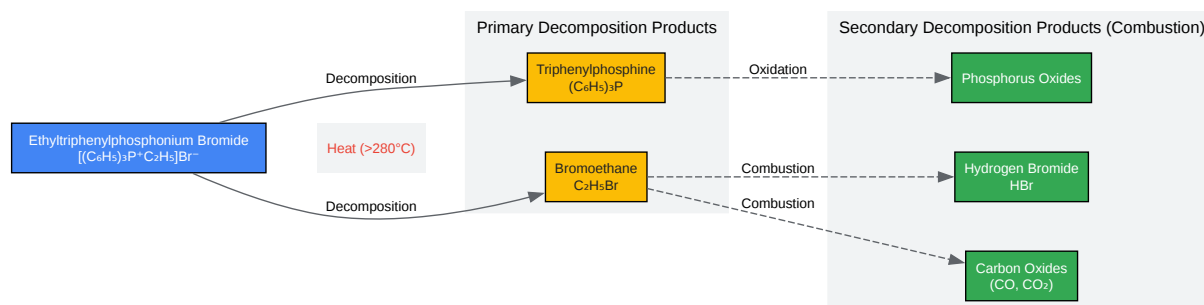 Primary Decomposition Products
Secondary Decomposition Products (Combustion)
Triphenylphosphine
(C₆H₅)₃P
Oxidation
Phosphorus Oxides
Decomposition
Ethyltriphenylphosphonium Bromide
[(C₆H₅)₃P⁺C₂H₅]Br⁻
Heat (>280°C)
Decomposition
Bromoethane
C₂H₅Br
Combustion
Hydrogen Bromide
HBr
Combustion
Carbon Oxides
(CO, CO₂)